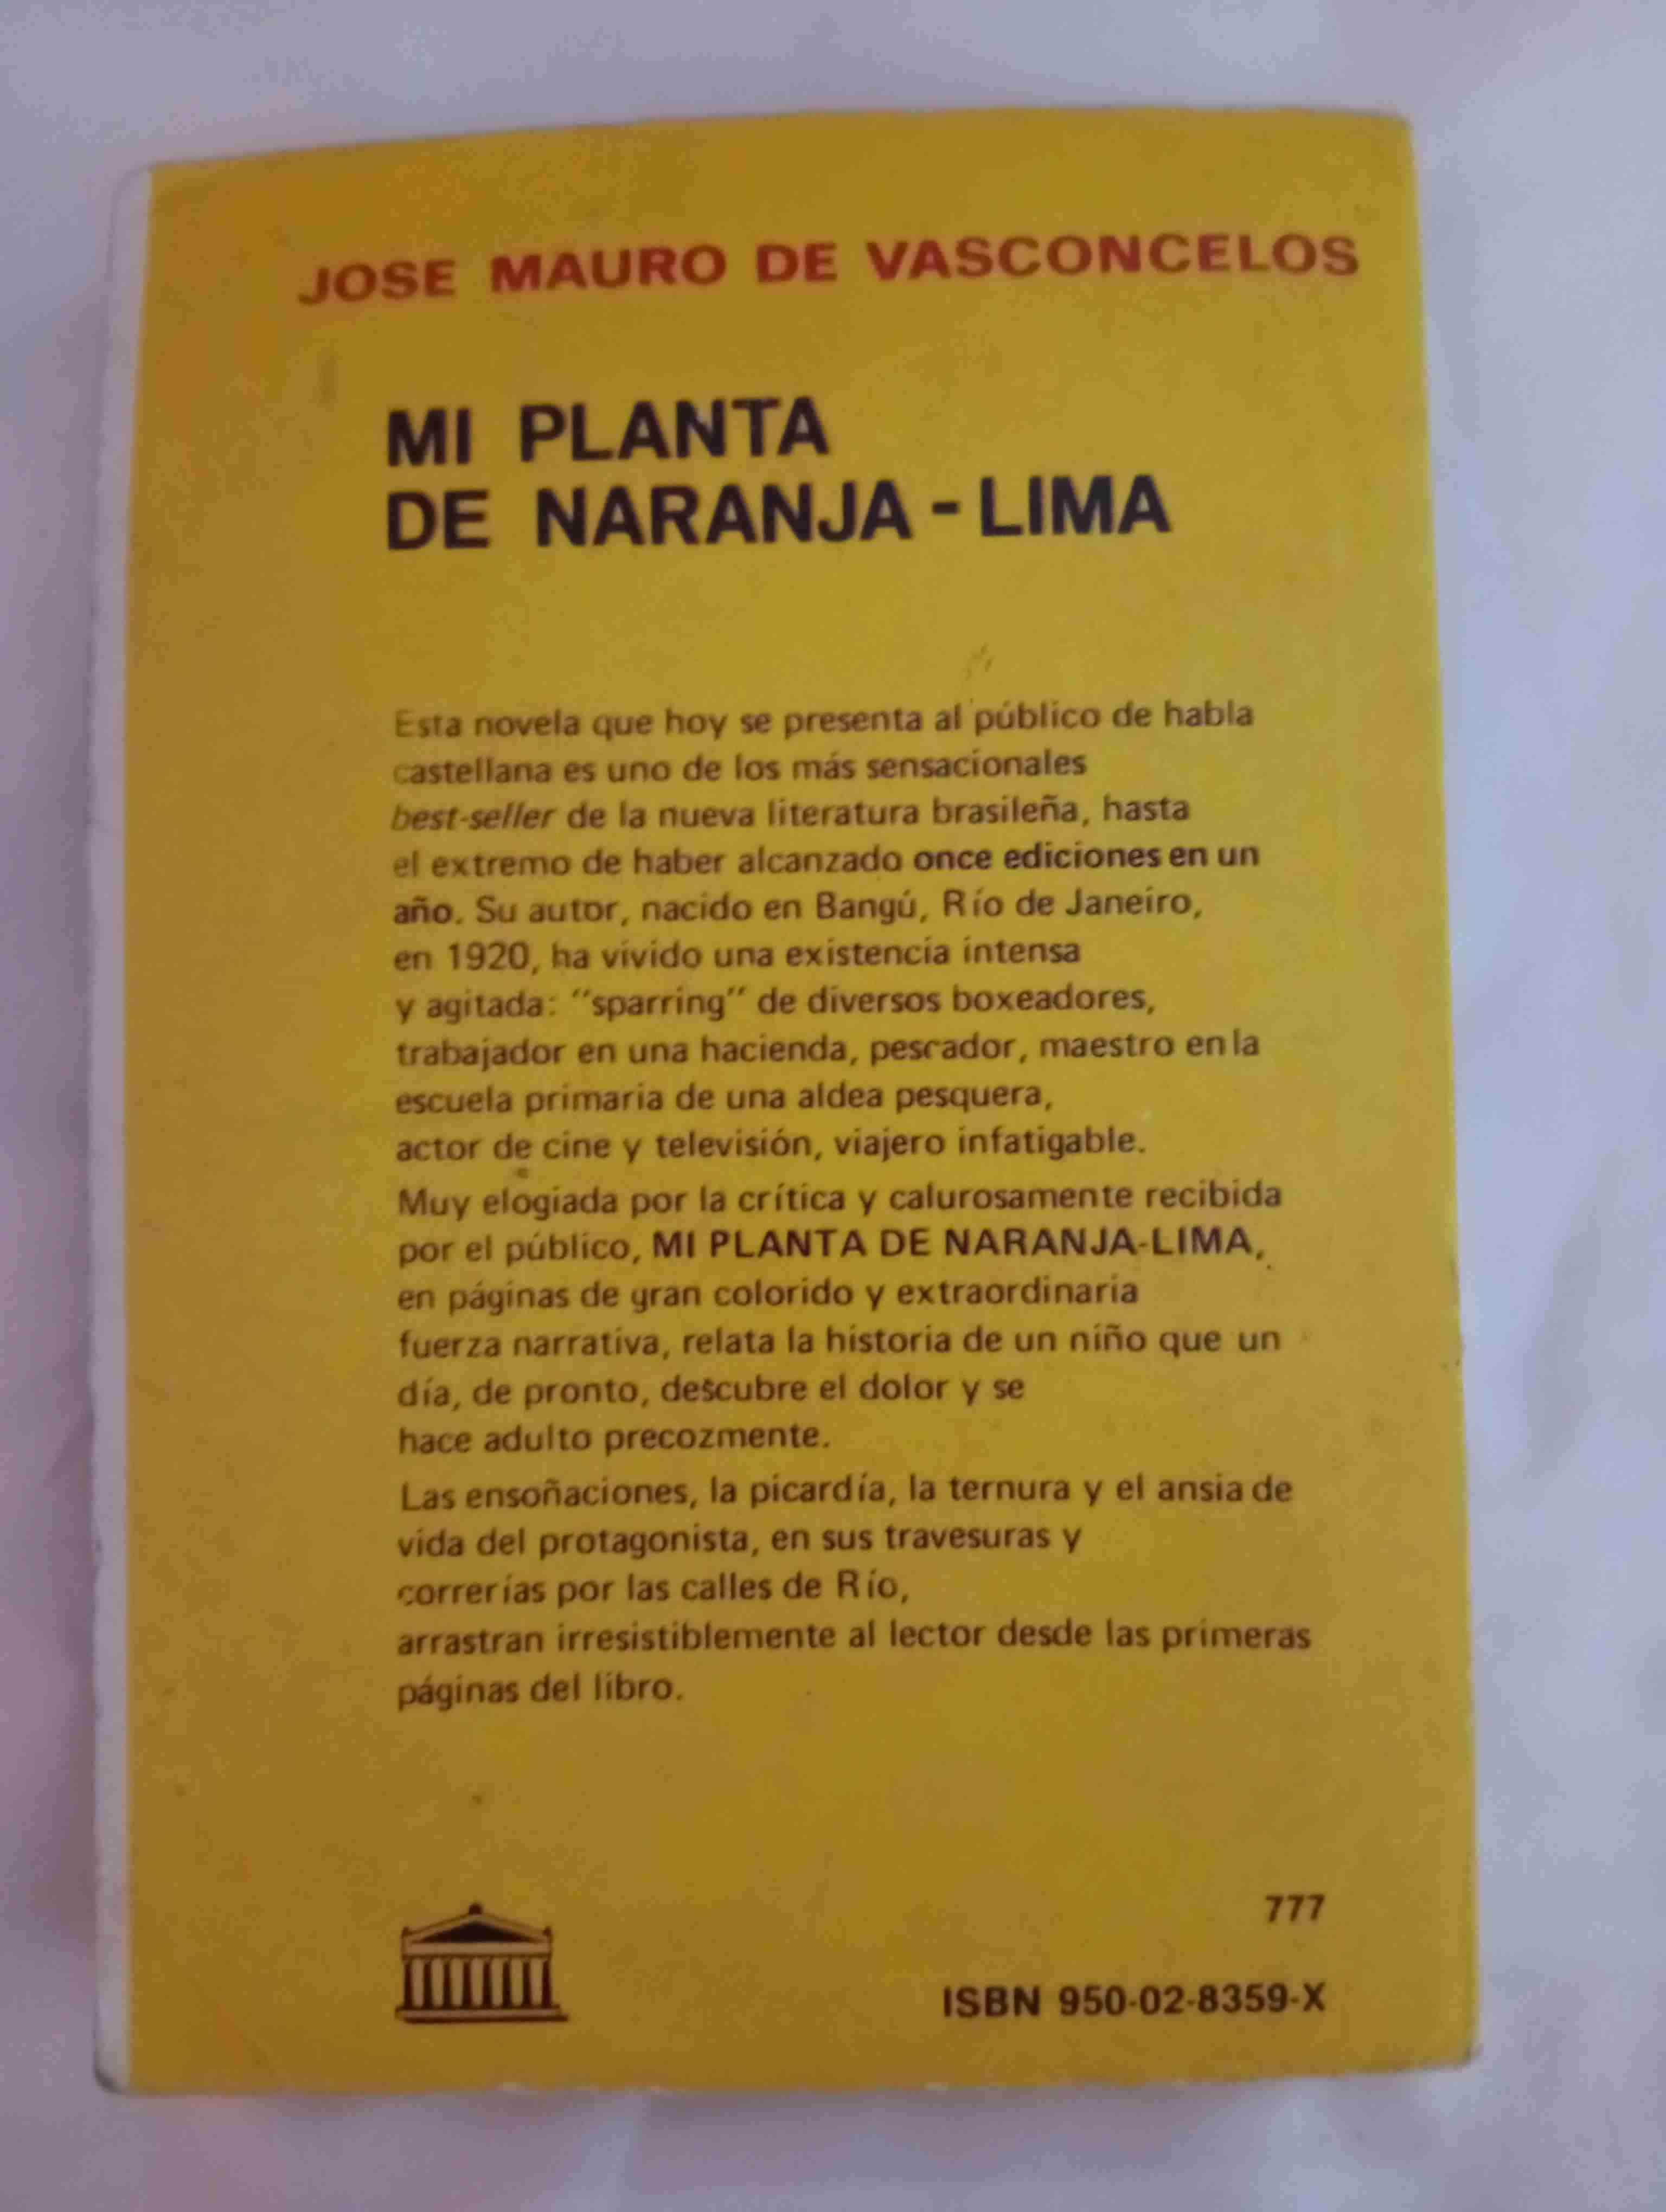 JOSE MAURO DE VASCONCELOS
MI PLANTA
DE NARANJA-LIMA
Esta novela que hoy se presenta al público de habla
castellana es uno de los más sensacionales
best-seller de la nueva literatura brasileña, hasta
el extremo de haber alcanzado once ediciones en un
año. Su autor, nacido en Bangú, Río de Janeiro,
en 1920, ha vivido una existencia intensa
y agitada: "sparring" de diversos boxeadores,
trabajador en una hacienda, pescador, maestro en la
escuela primaria de una aldea pesquera,
actor de cine y televisión, viajero infatigable.
Muy elogiada por la crítica y calurosamente recibida
por el público, MI PLANTA DE NARANJA-LIMA,
en páginas de gran colorido y extraordinaria
fuerza narrativa, relata la historia de un niño que un
día, de pronto, descubre el dolor y se
hace adulto precozmente.
Las ensoñaciones, la picardía, la ternura y el ansia de
vida del protagonista, en sus travesuras y
correrías por las calles de Río,
arrastran irresistiblemente al lector desde las primeras
páginas del libro.
777
ISBN 950-02-8359-X